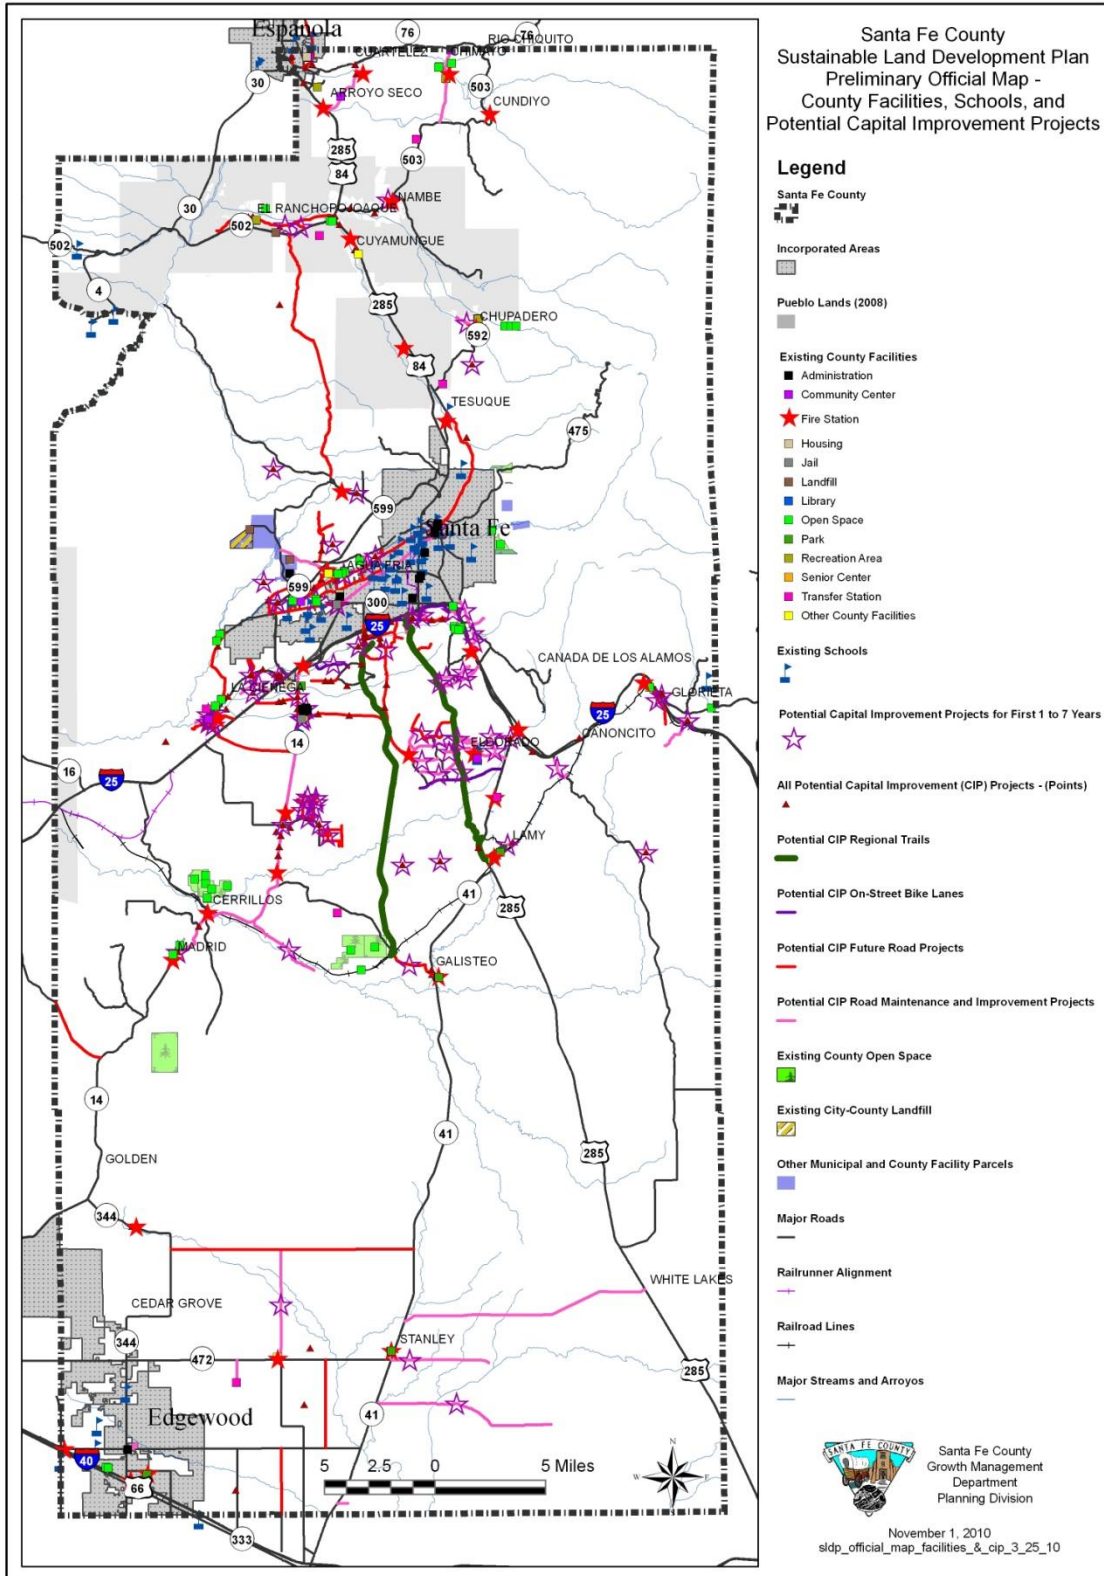 Santa Fe County
Sustainable Land Development Plan
Preliminary Official Map -
County Facilities, Schools, and
Potential Capital Improvement Projects
Legend
Santa Fe County
Incorporated Areas
Pueblo Lands (2008)
Existing County Facilities
Administration
Community Center
Fire Station
Housing
Jail
Landfill
Library
Open Space
Park
Recreation Area
Senior Center
Transfer Station
Other County Facilities
Existing Schools
Potential Capital Improvement Projects for First 1 to 7 Years
All Potential Capital Improvement (CIP) Projects - (Points)
Potential CIP Regional Trails
Potential CIP On-Street Bike Lanes
Potential CIP Future Road Projects
Potential CIP Road Maintenance and Improvement Projects
Existing County Open Space
Existing City-County Landfill
Other Municipal and County Facility Parcels
Major Roads
Railrunner Alignment
Railroad Lines
Major Streams and Arroyos
SANTA FE COUNTY
Santa Fe County
Growth Management
Department
Planning Division
November 1, 2010
sldp_official_map_facilities_&_cip_3_25_10
Espanola
76
RIO CHIQUITO
76
CUARTELEZ
CHIMAYO
30
503
ARROYO SECO
CUNDIYO
285
84
503
30
NAMBE
EL RANCHO
POJOAQUE
502
502
CUYAMUNGUE
4
285
CHUPADERO
592
84
TESUQUE
475
599
Santa Fe
AGUA FRIA
599
300
25
CANADA DE LOS ALAMOS
LA CIENEGA
GLORIETA
25
14
ELDORADO
CANONCITO
16
25
LAMY
41
285
CERRILLOS
MADRID
GALISTEO
14
41
285
GOLDEN
344
WHITE LAKES
CEDAR GROVE
344
STANLEY
472
285
Edgewood
41
40
66
5 2.5 0 5 Miles
N
W E
S
333